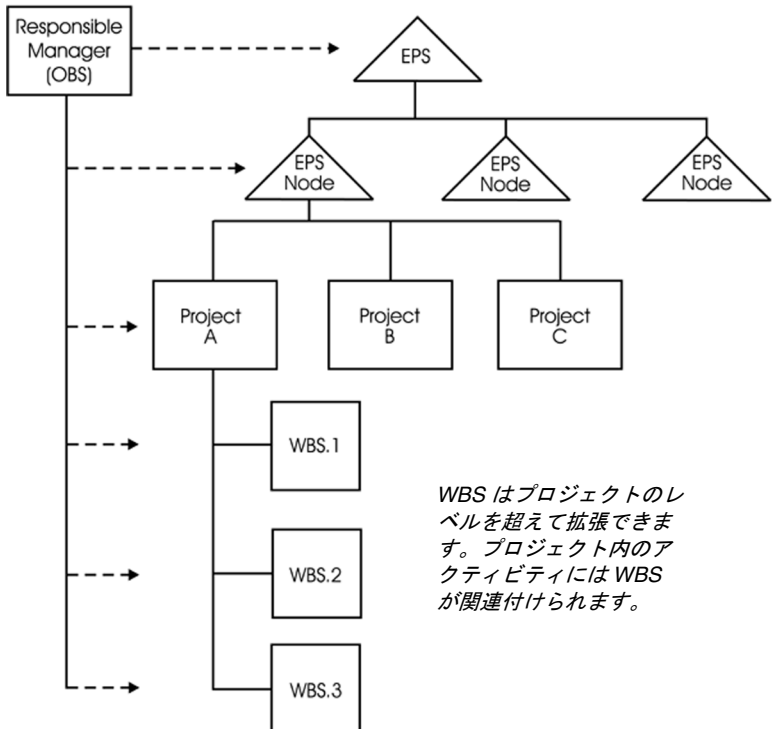 Responsible
Manager
(OBS)
EPS
EPS
Node
EPS
Node
EPS
Node
Project
A
Project
B
Project
C
WBS.1
WBS はプロジェクトのレ
ベルを超えて拡張できま
す。プロジェクト内のア
クティビティには WBS
が関連付けられます。
WBS.2
WBS.3